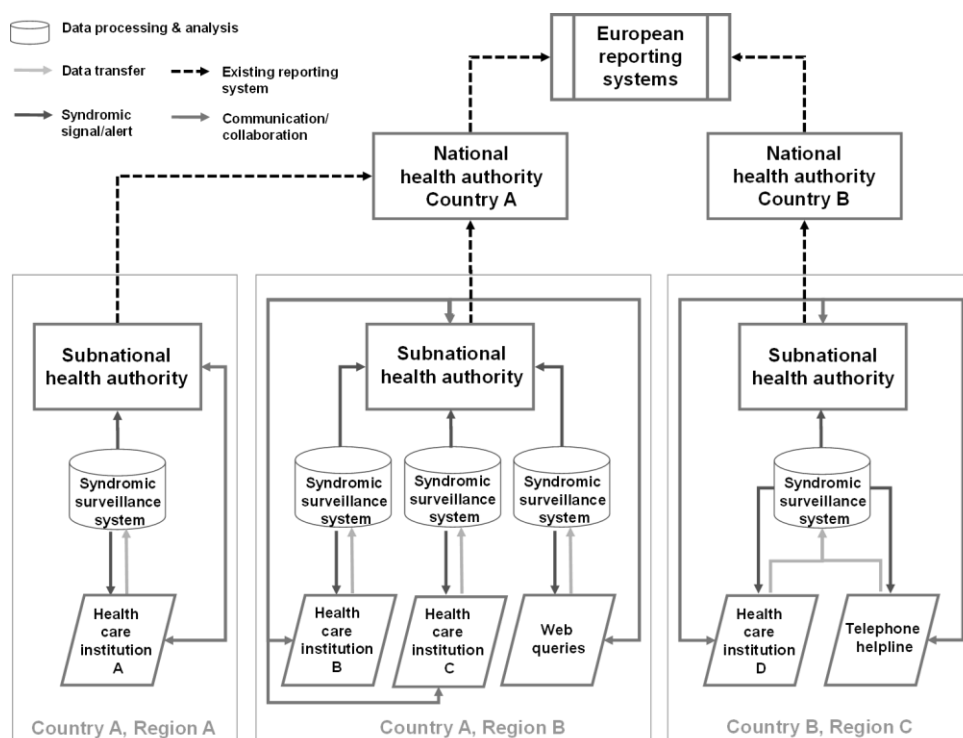 Data processing & analysis
Data transfer
Existing reporting
system
Syndromic
signal/alert
Communication/
collaboration
European
reporting
systems
National
health authority
Country A
National
health authority
Country B
Subnational
health authority
Syndromic
surveillance
system
Health
care
institution
A
Country A, Region A
Subnational
health authority
Syndromic
surveillance
system
Syndromic
surveillance
system
Syndromic
surveillance
system
Health
care
institution
B
Health
care
institution
C
Web
queries
Country A, Region B
Subnational
health authority
Syndromic
surveillance
system
Health
care
institution
D
Telephone
helpline
Country B, Region C